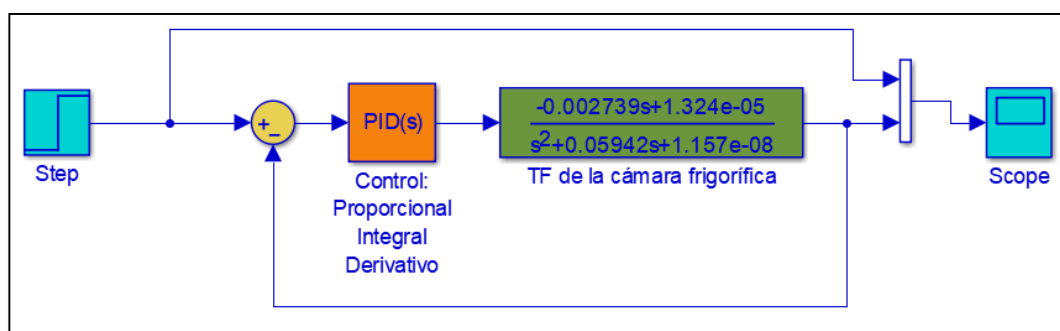 Step
+
-
PID(s)
Control:
Proporcional
Integral
Derivativo
-0.002739s+1.324e-05
s²+0.05942s+1.157e-08
TF de la cámara frigorífica
Scope